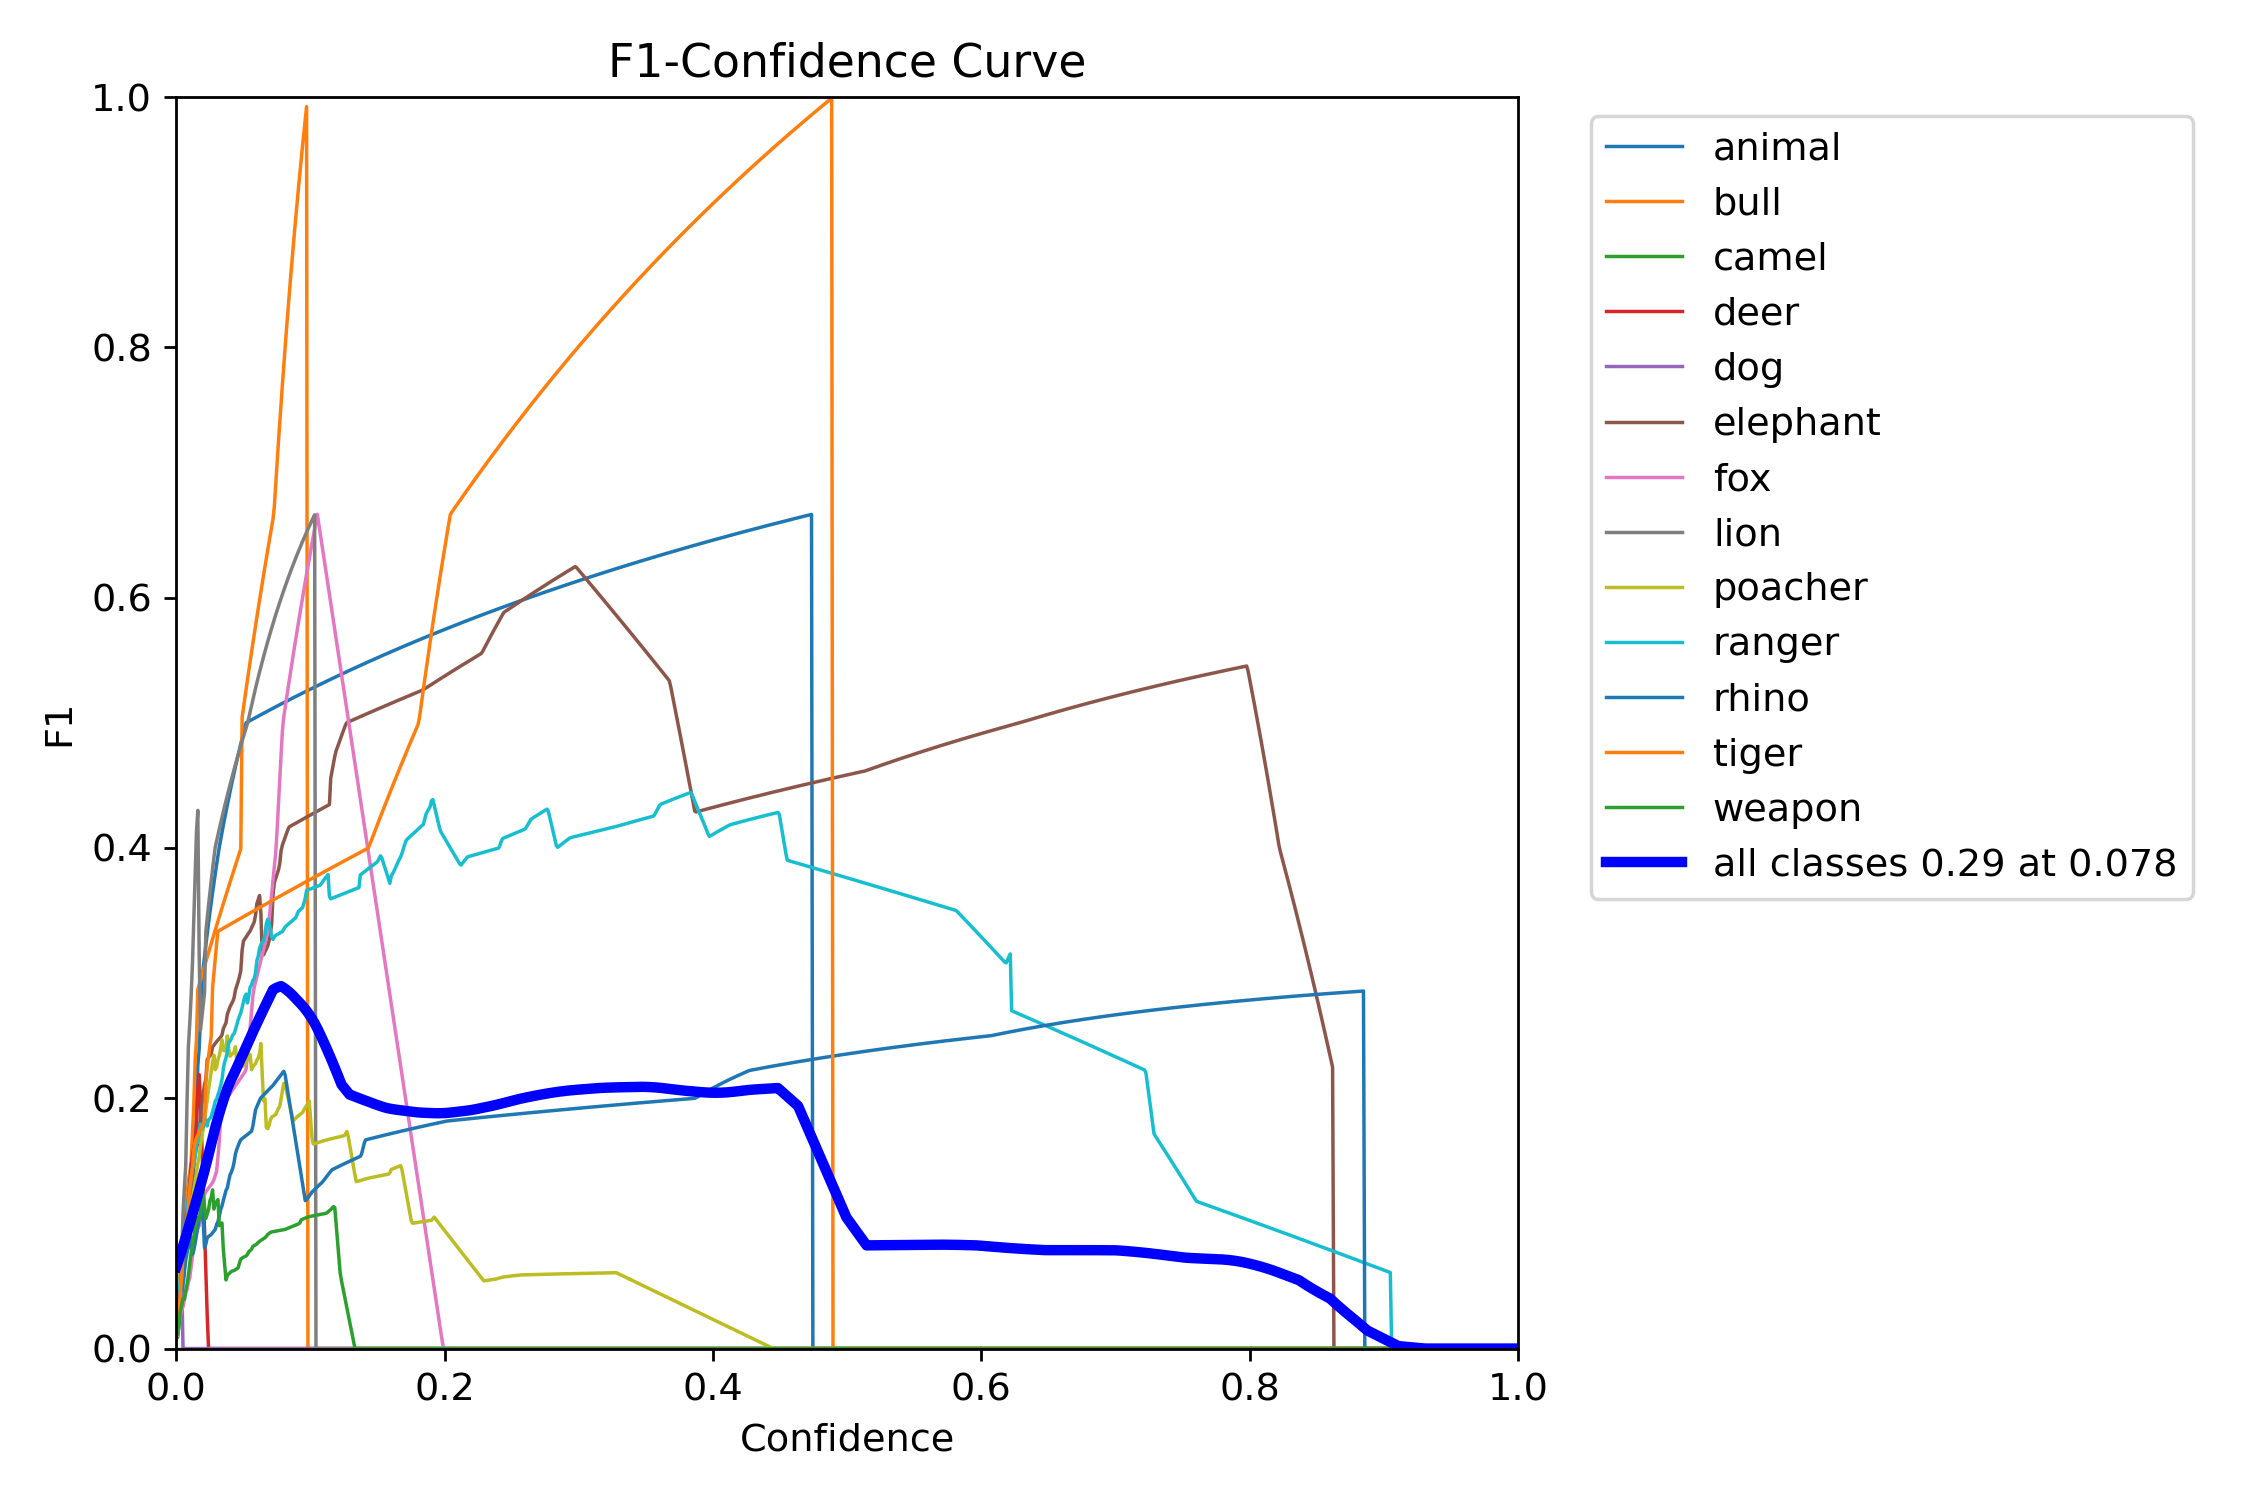 F1-Confidence Curve
1.0
0.8
0.6
0.4
0.2
0.0
F1
0.0 0.2 0.4 0.6 0.8 1.0
Confidence
animal
bull
camel
deer
dog
elephant
fox
lion
poacher
ranger
rhino
tiger
weapon
all classes 0.29 at 0.078